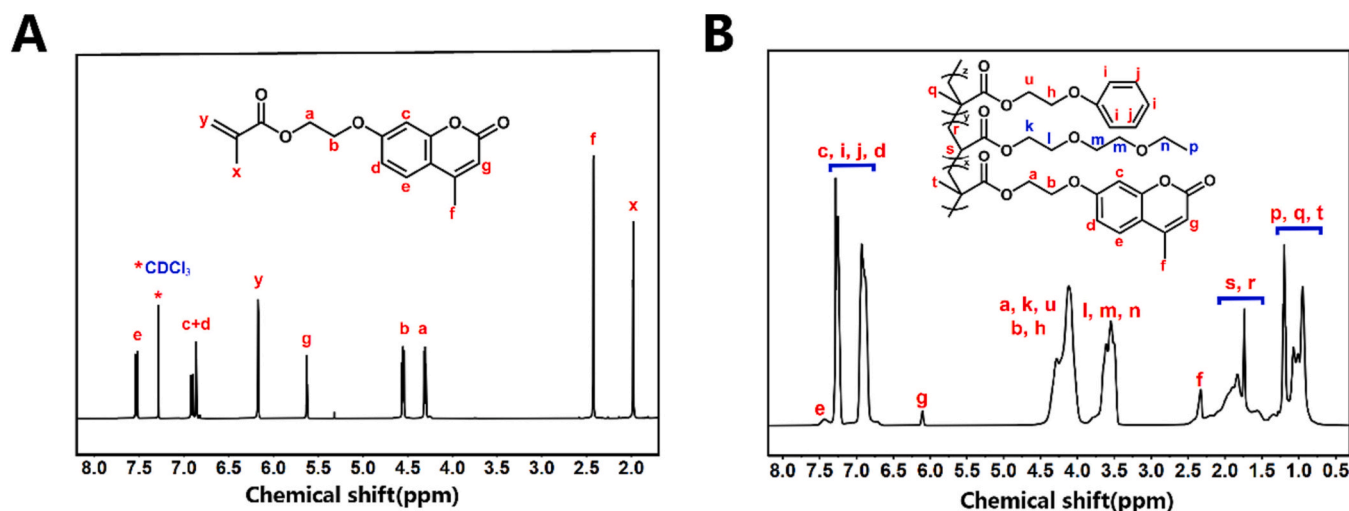 A
y
x
O
O
a
b
O
c
d
e
O
O
g
f
*CDCl₃
*
e
c+d
y
g
b
a
f
x
8.0 7.5 7.0 6.5 6.0 5.5 5.0 4.5 4.0 3.5 3.0 2.5 2.0
Chemical shift(ppm)
B
z
q
O
O
u
h
O
i
j
i
i
j
y
r
s
O
O
k
l
O
m
m
O
n
p
x
t
O
O
a
b
O
c
d
e
O
O
g
f
c, i, j, d
a, k, u
b, h
l, m, n
e
g
f
s, r
p, q, t
8.0 7.5 7.0 6.5 6.0 5.5 5.0 4.5 4.0 3.5 3.0 2.5 2.0 1.5 1.0 0.5
Chemical shift(ppm)